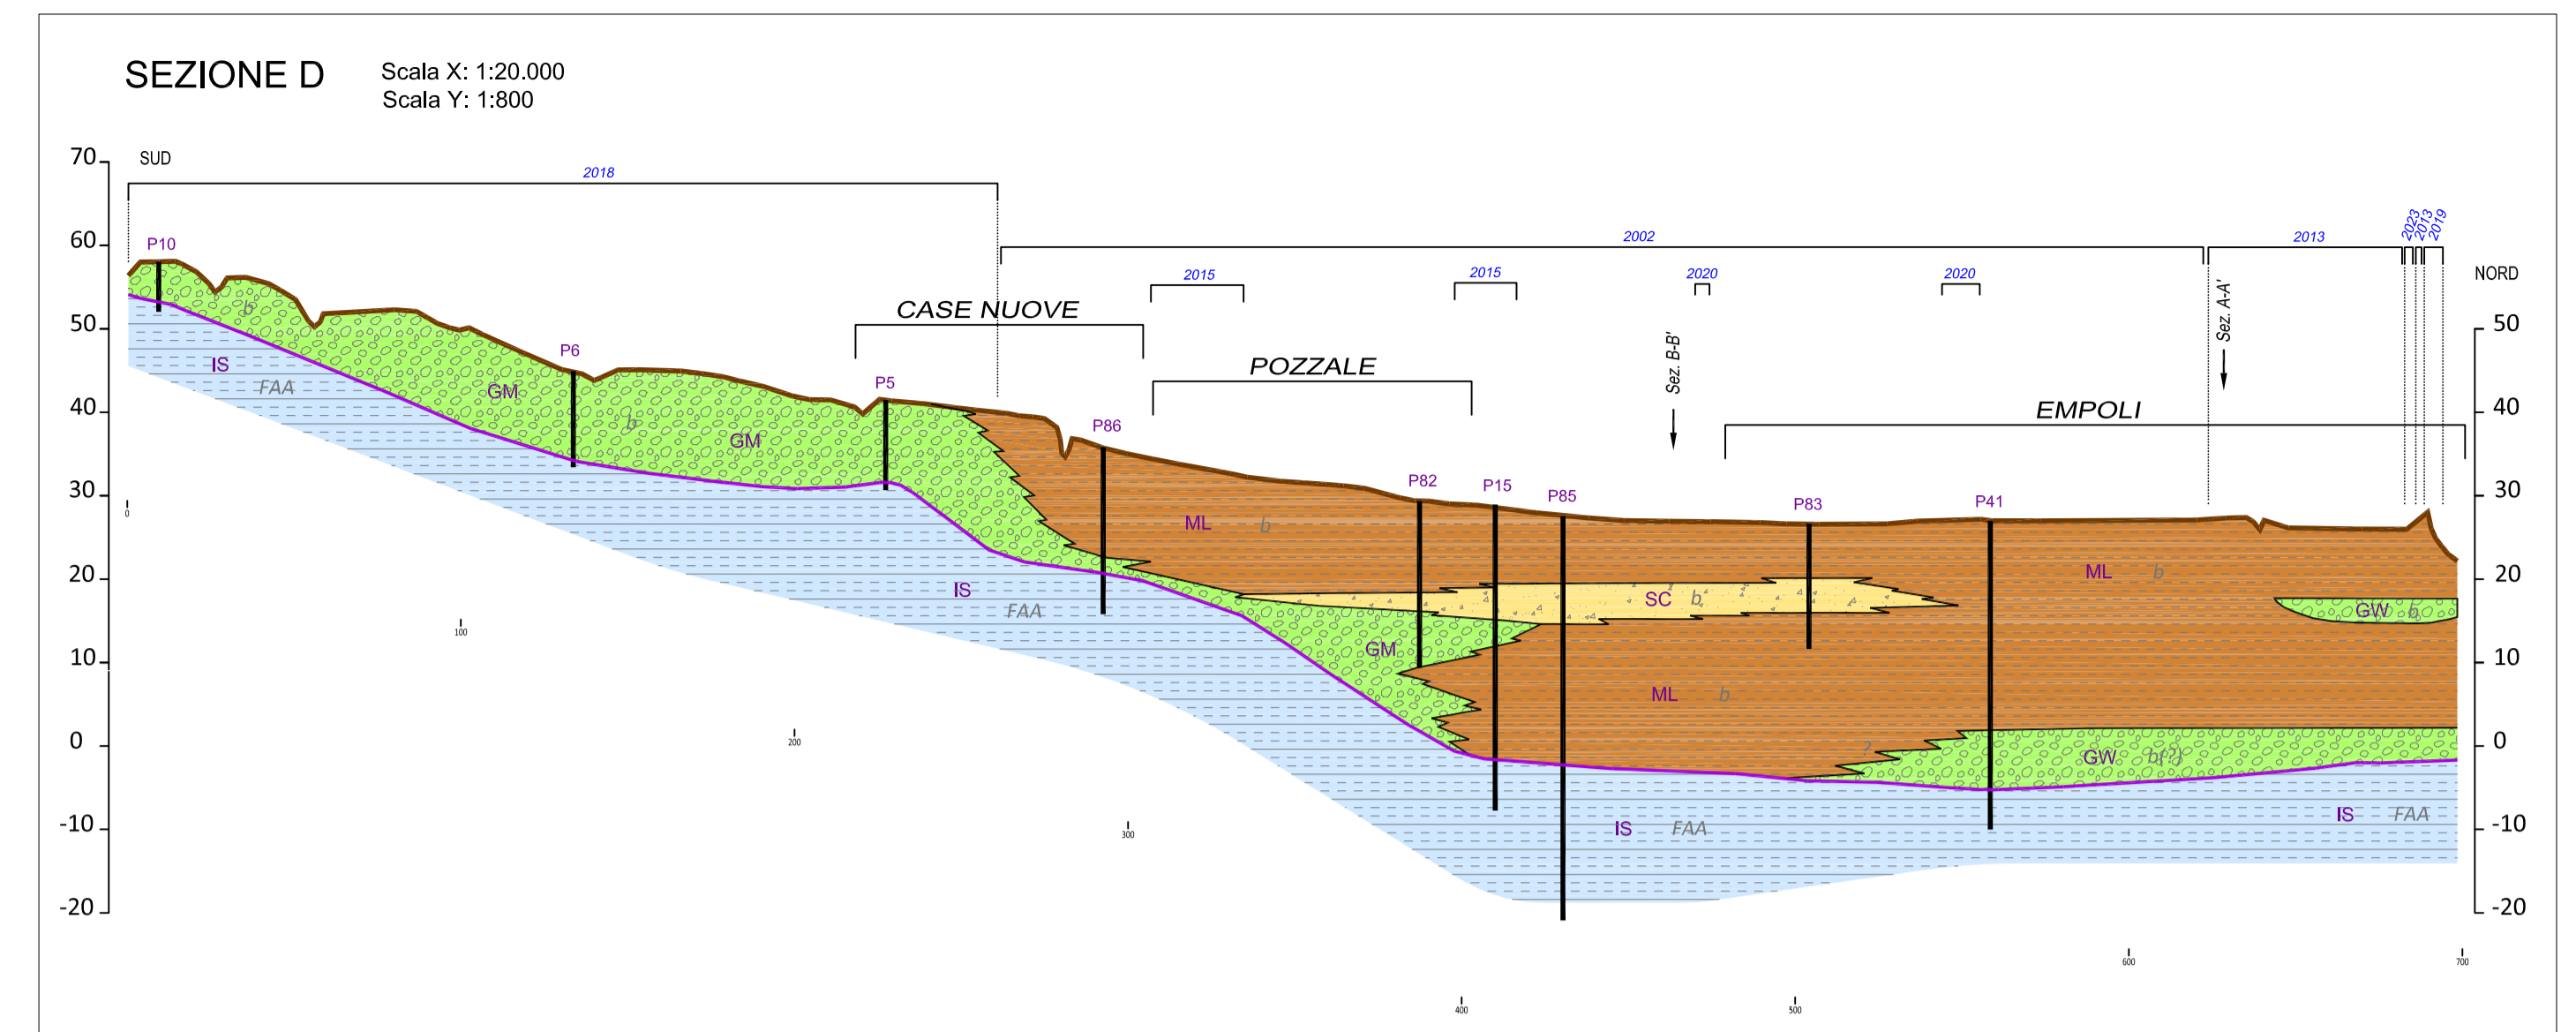 SEZIONE D
Scala X: 1:20.000
Scala Y: 1:800
70
SUD
2018
60
P10
2002
2013
2023
2013
2019
2015
2015
2020
2020
NORD
Sez. A-A'
CASE NUOVE
50
b
50
Sez. B-B'
P6
IS
FAA
POZZALE
P5
GM
40
EMPOLI
40
b
GM
P86
30
P82
P15
P85
P83
P41
30
0
ML
b
20
IS
FAA
SC
b
ML
b
20
GW
b
100
10
GM
10
ML
b
0
200
?
GW
b(?)
0
-10
300
IS
FAA
IS
FAA
-10
-20
-20
600
700
400
500